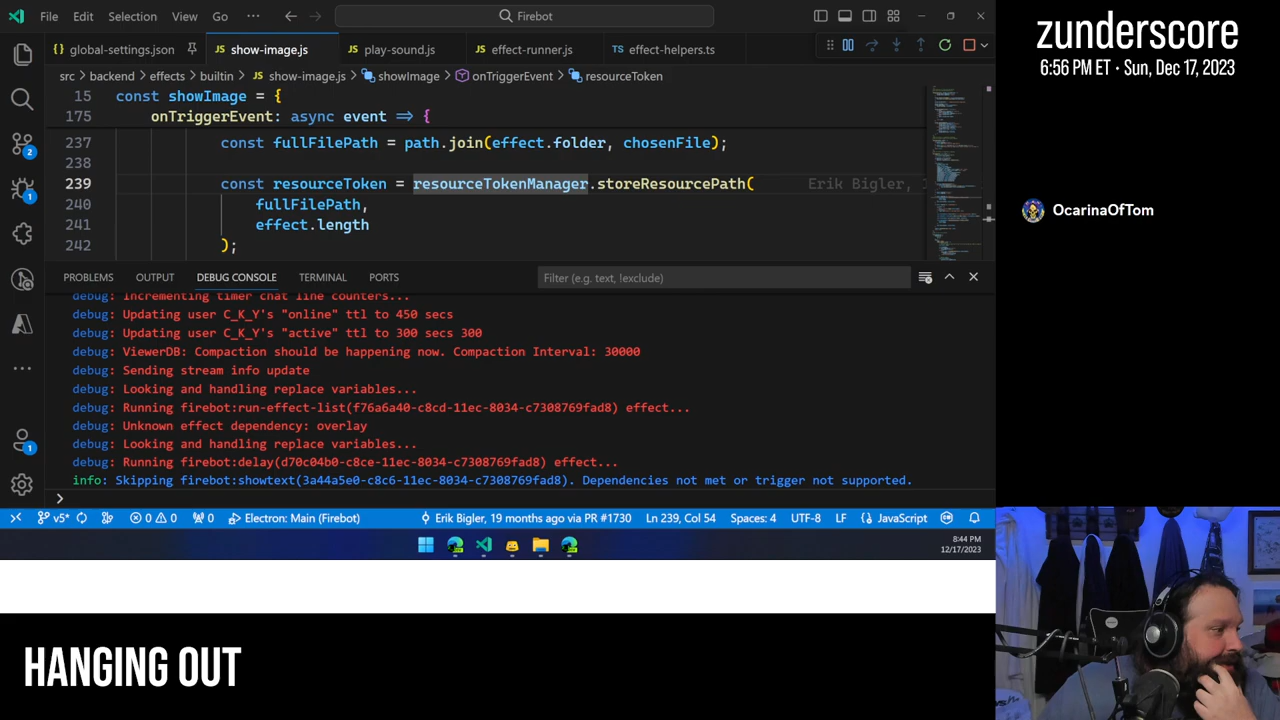 File Edit Selection View Go ··· Firebot
zunderscore
6:56 PM ET · Sun, Dec 17, 2023
global-settings.json show-image.js play-sound.js effect-runner.js effect-helpers.ts
src > backend > effects > builtin > show-image.js > showImage > onTriggerEvent > resourceToken
15 const showImage = {
175 onTriggerEvent: async event => {
237 const fullFilePath = path.join(effect.folder, chosenFile);
238
239 const resourceToken = resourceTokenManager.storeResourcePath( Erik Bigler,
240 fullFilePath,
241 effect.length
242 );
OcarinaOfTom
PROBLEMS OUTPUT DEBUG CONSOLE TERMINAL PORTS Filter (e.g. text, !exclude)
debug: Incrementing timer chat line counters...
debug: Updating user C_K_Y's "online" ttl to 450 secs
debug: Updating user C_K_Y's "active" ttl to 300 secs 300
debug: ViewerDB: Compaction should be happening now. Compaction Interval: 30000
debug: Sending stream info update
debug: Looking and handling replace variables...
debug: Running firebot:run-effect-list(f76a6a40-c8cd-11ec-8034-c7308769fad8) effect...
debug: Unknown effect dependency: overlay
debug: Looking and handling replace variables...
debug: Running firebot:delay(d70c04b0-c8ce-11ec-8034-c7308769fad8) effect...
info: Skipping firebot:showtext(3a44a5e0-c8c6-11ec-8034-c7308769fad8). Dependencies not met or trigger not supported.
2
1
1
>
v5* 0 0 0 Electron: Main (Firebot) Erik Bigler, 19 months ago via PR #1730 Ln 239, Col 54 Spaces: 4 UTF-8 LF JavaScript
8:44 PM
12/17/2023
HANGING OUT